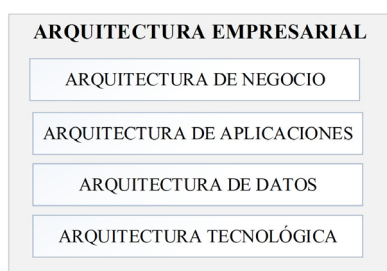 ARQUITECTURA EMPRESARIAL
ARQUITECTURA DE NEGOCIO
ARQUITECTURA DE APLICACIONES
ARQUITECTURA DE DATOS
ARQUITECTURA TECNOLÓGICA